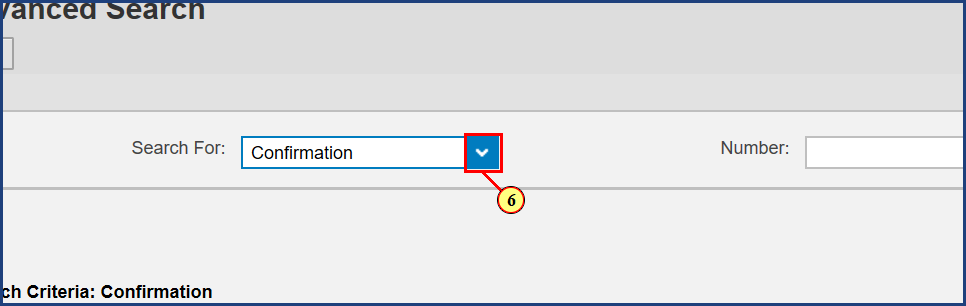 vanced Search
Search For: Confirmation Number:
6
ch Criteria: Confirmation